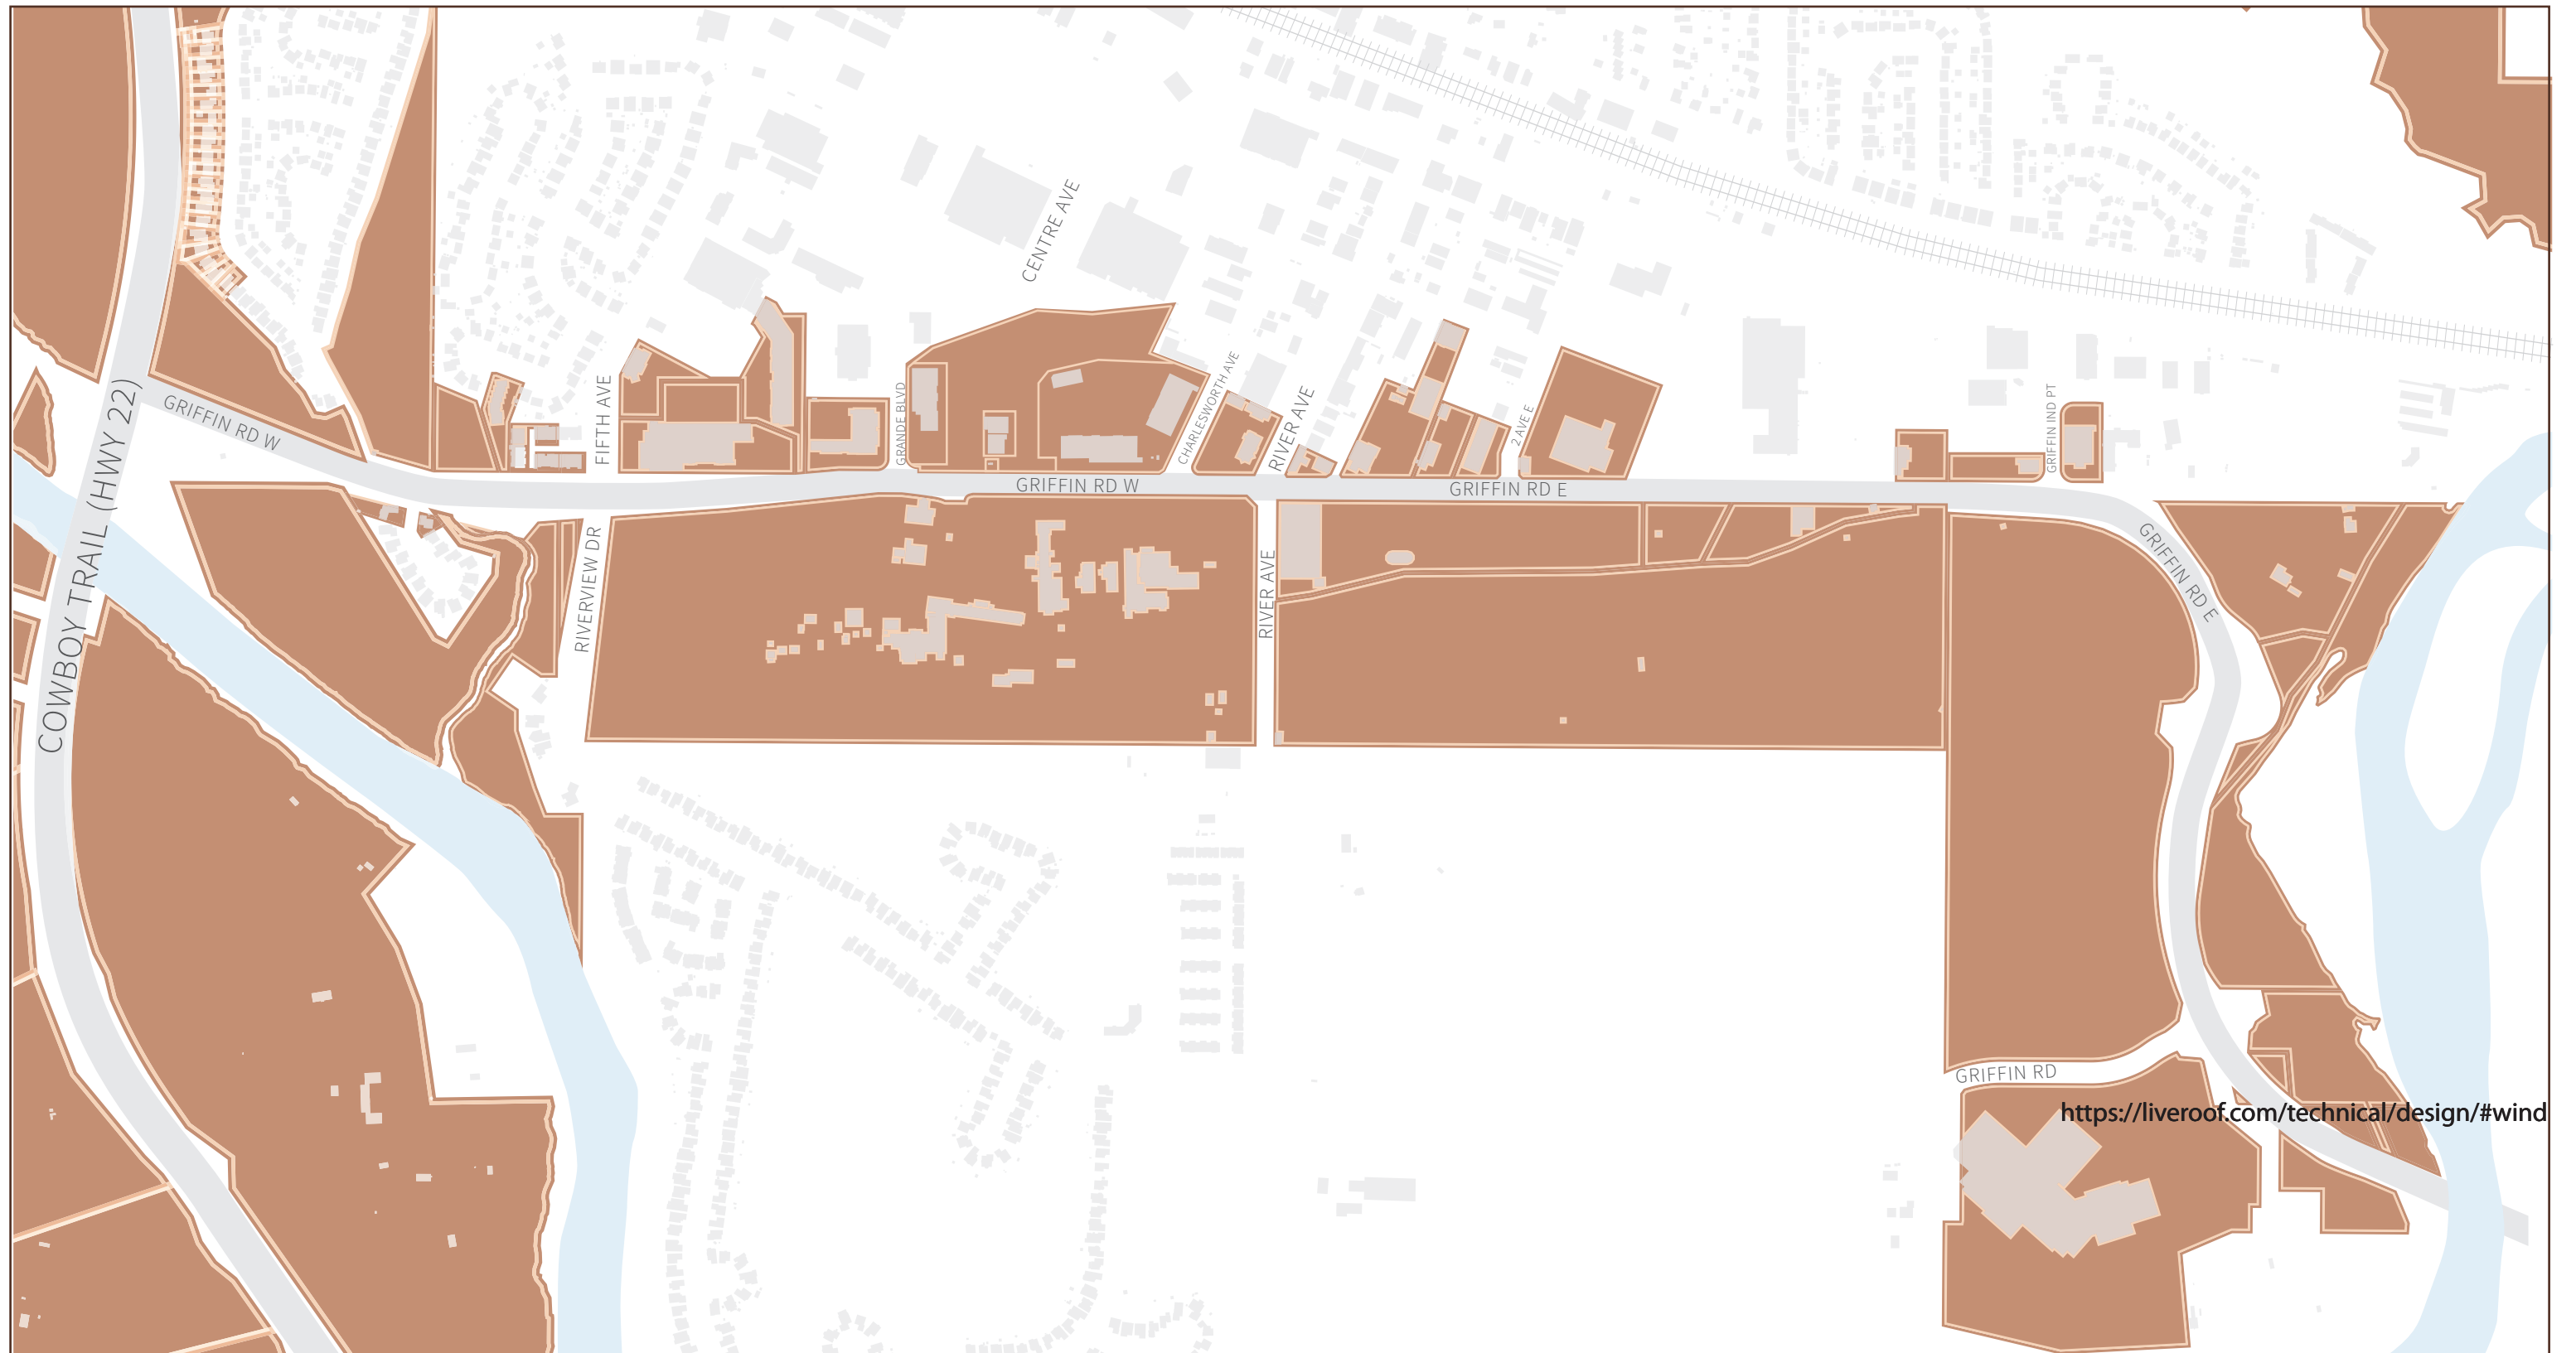 CENTRE AVE
COWBOY TRAIL (HWY 22)
GRIFFIN RD W
FIFTH AVE
GRANDE BLVD
CHARLESWORTH AVE
RIVER AVE
2 AVE E
GRIFFIN IND PT
GRIFFIN RD W
GRIFFIN RD E
RIVERVIEW DR
RIVER AVE
GRIFFIN RD E
GRIFFIN RD
https://liveroof.com/technical/design/#wind